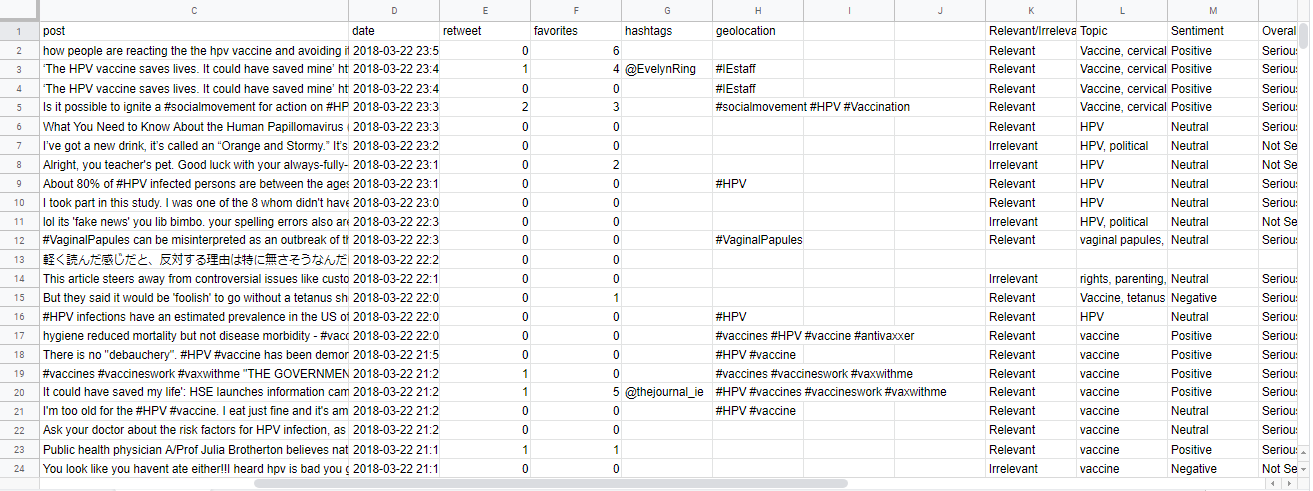 C D E F G H I J K L M
1 post date retweet favorites hashtags geolocation Relevant/Irreleva Topic Sentiment Overal
2 how people are reacting the the hpv vaccine and avoiding 2018-03-22 23:5 0 6 Relevant Vaccine, cervical Positive Seriou
3 ‘The HPV vaccine saves lives. It could have saved mine’ 2018-03-22 23:4 1 4 @EvelynRing #IEstaff Relevant Vaccine, cervical Positive Seriou
4 ‘The HPV vaccine saves lives. It could have saved mine’ 2018-03-22 23:4 0 0 #IEstaff Relevant Vaccine, cervical Positive Seriou
5 Is it possible to ignite a #socialmovement for action on #HP 2018-03-22 23:3 2 3 #socialmovement #HPV #Vaccination Relevant Vaccine, cervical Positive Seriou
6 What You Need to Know About the Human Papillomavirus 2018-03-22 23:3 0 0 Relevant HPV Neutral Seriou
7 I’ve got a new drink, it’s called an “Orange and Stormy.” It’s 2018-03-22 23:2 0 0 Irrelevant HPV, political Neutral Not Se
8 Alright, you teacher's pet. Good luck with your always-fully- 2018-03-22 23:1 0 2 Irrelevant HPV Neutral Not Se
9 About 80% of #HPV infected persons are between the ages 2018-03-22 23:1 0 0 #HPV Relevant HPV Neutral Seriou
10 I took part in this study. I was one of the 8 whom didn't have 2018-03-22 23:0 0 0 Relevant HPV Neutral Seriou
11 lol its 'fake news' you lib bimbo. your spelling errors also are 2018-03-22 22:3 0 0 Irrelevant HPV, political Neutral Not Se
12 #VaginalPapules can be misinterpreted as an outbreak of 2018-03-22 22:3 0 0 #VaginalPapules Relevant vaginal papules, Neutral Seriou
13 軽く読んだ感じだと、反対する理由は特に無さそうなんだ 2018-03-22 22:2 0 0
14 This article steers away from controversial issues like custo 2018-03-22 22:1 0 0 Irrelevant rights, parenting, Neutral Seriou
15 But they said it would be 'foolish' to go without a tetanus sh 2018-03-22 22:0 0 1 Relevant Vaccine, tetanus Negative Seriou
16 #HPV infections have an estimated prevalence in the US of 2018-03-22 22:0 0 0 #HPV Relevant HPV Neutral Seriou
17 hygiene reduced mortality but not disease morbidity - #vacc 2018-03-22 22:0 0 0 #vaccines #HPV #vaccine #antivaxxer Relevant vaccine Positive Seriou
18 There is no "debauchery". #HPV #vaccine has been demon 2018-03-22 21:5 0 0 #HPV #vaccine Relevant vaccine Positive Seriou
19 #vaccines #vaccineswork #vaxwithme "THE GOVERNMEN 2018-03-22 21:2 1 0 #vaccines #vaccineswork #vaxwithme Relevant vaccine Positive Seriou
20 It could have saved my life': HSE launches information cam 2018-03-22 21:2 1 5 @thejournal_ie #HPV #vaccines #vaccineswork #vaxwithme Relevant vaccine Positive Seriou
21 I'm too old for the #HPV #vaccine. I eat just fine and it's am 2018-03-22 21:2 0 0 #HPV #vaccine Relevant vaccine Neutral Seriou
22 Ask your doctor about the risk factors for HPV infection, as 2018-03-22 21:2 0 0 Relevant vaccine Neutral Seriou
23 Public health physician A/Prof Julia Brotherton believes nat 2018-03-22 21:1 1 1 Relevant vaccine Positive Seriou
24 You look like you havent ate either!!I heard hpv is bad you 2018-03-22 21:1 0 0 Irrelevant vaccine Negative Not Se